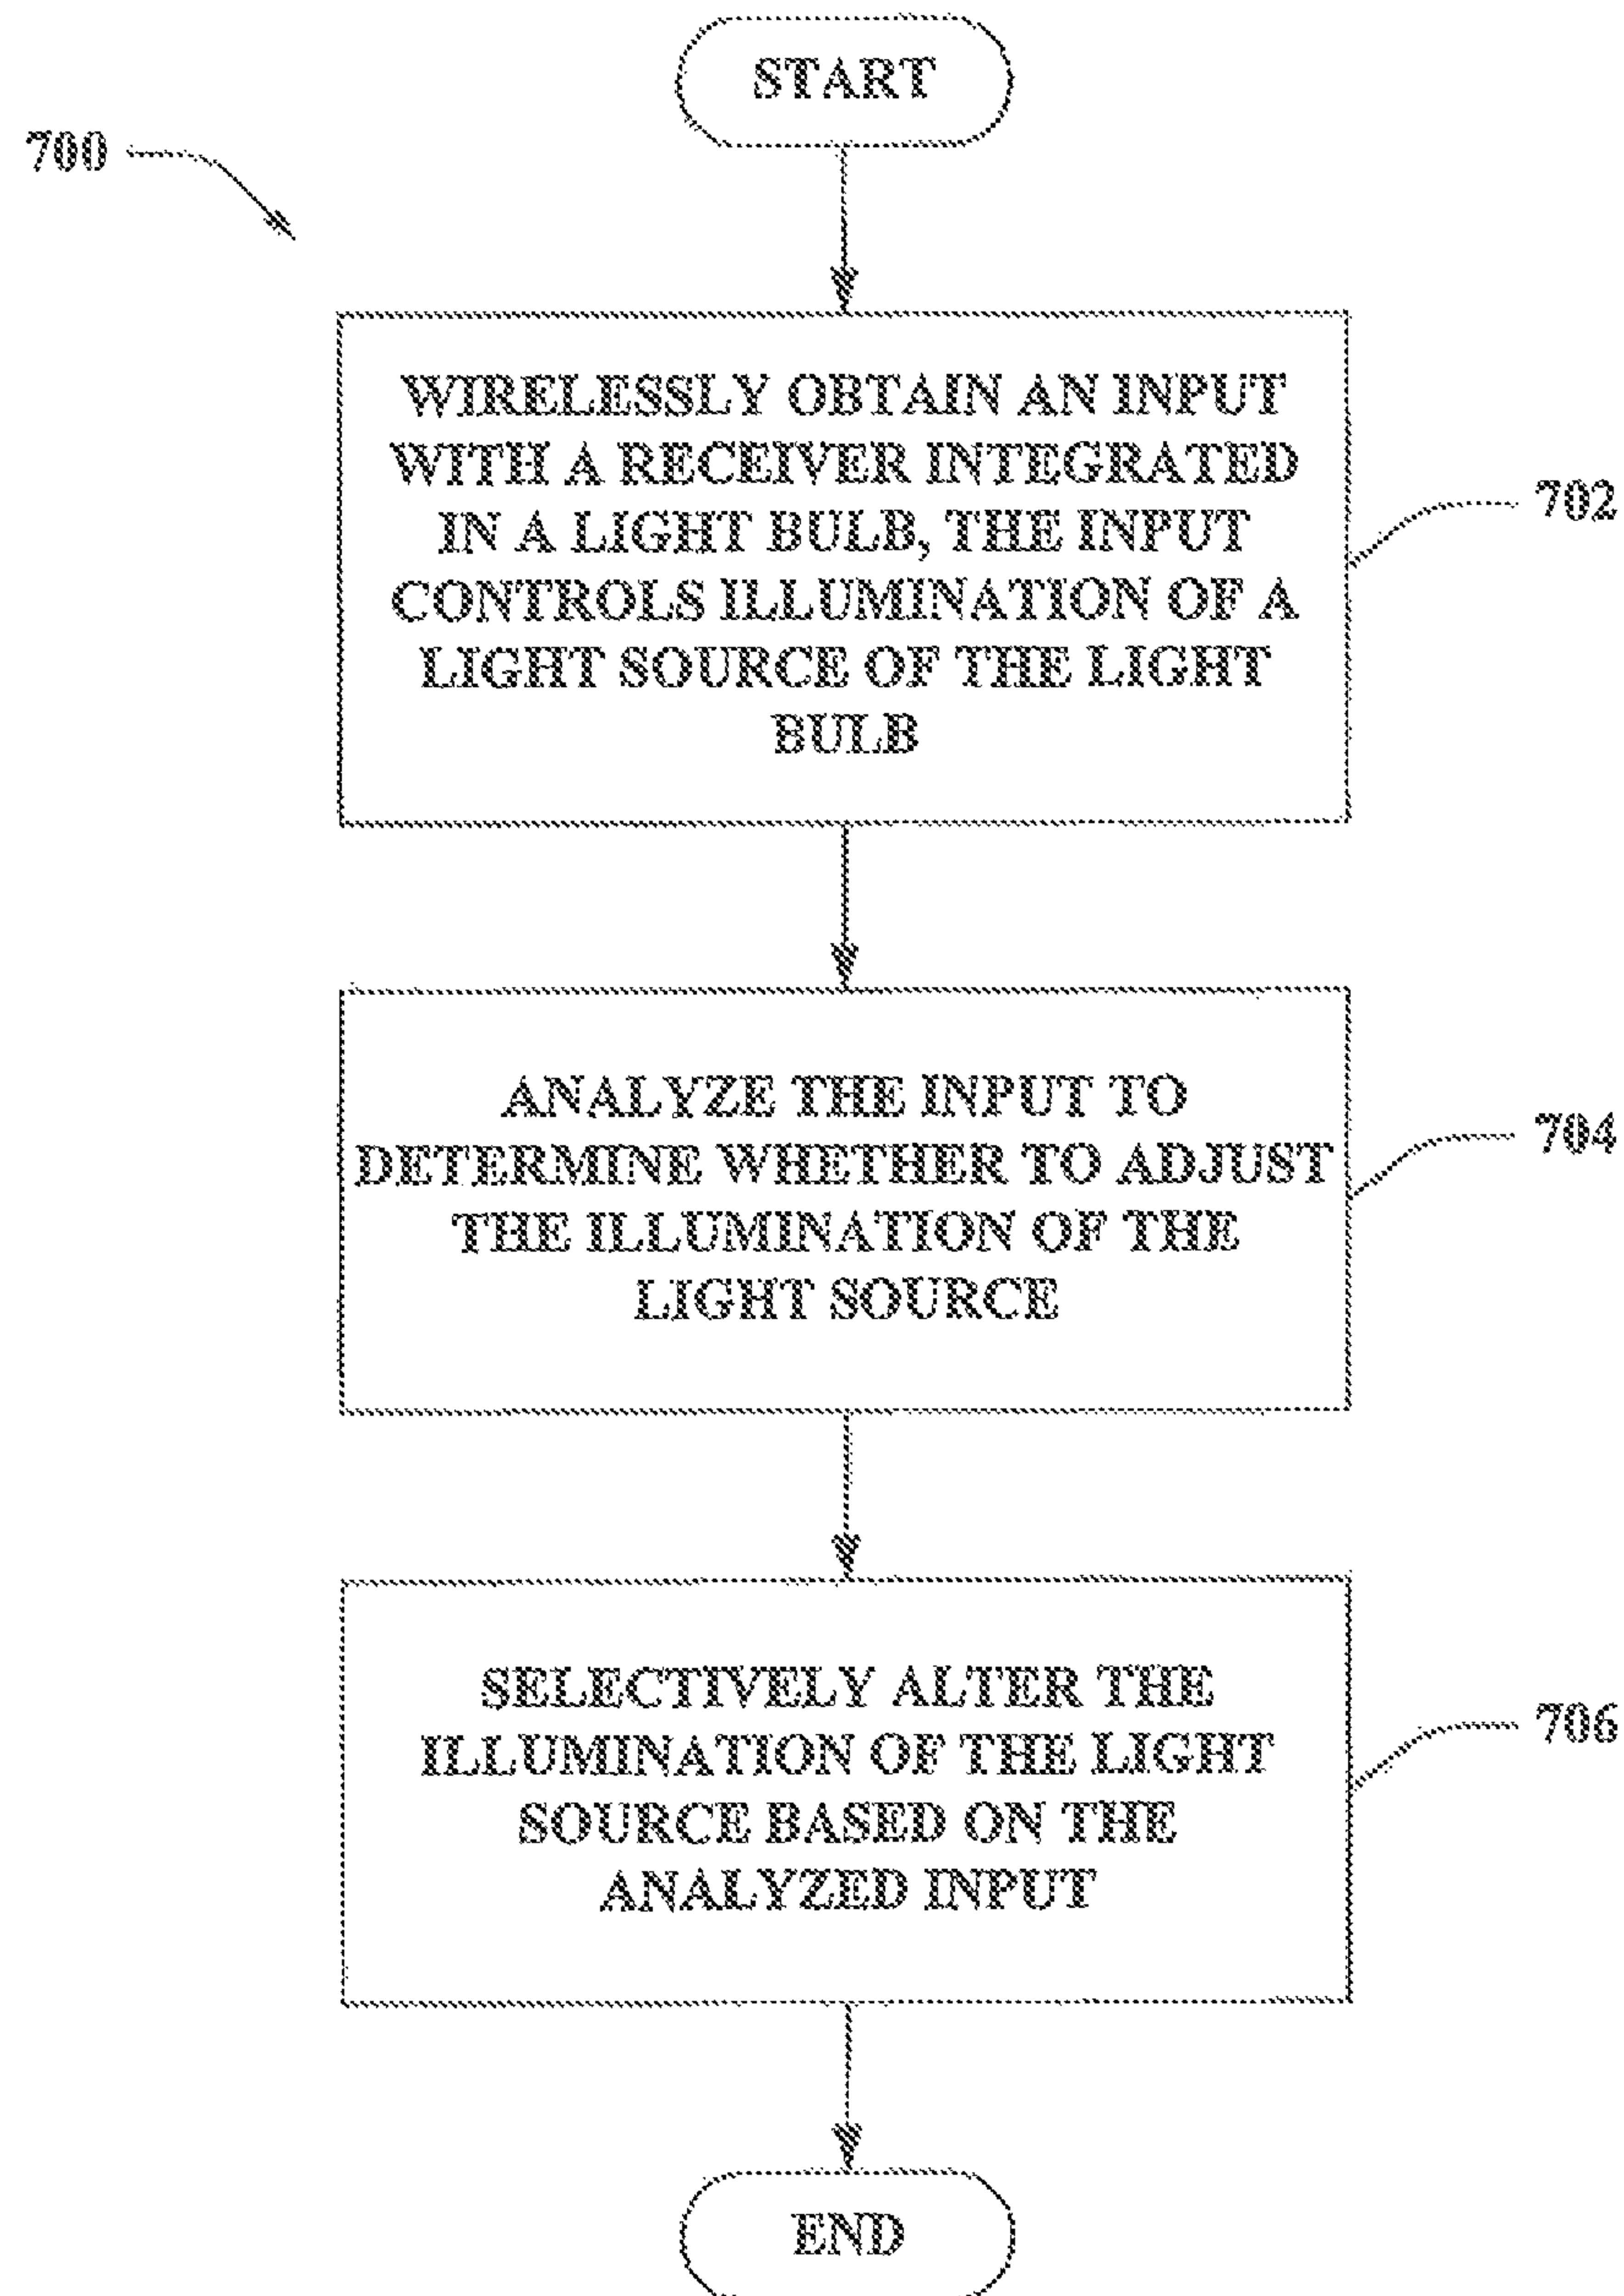 START
700
WIRELESSLY OBTAIN AN INPUT
WITH A RECEIVER INTEGRATED
IN A LIGHT BULB, THE INPUT
CONTROLS ILLUMINATION OF A
LIGHT SOURCE OF THE LIGHT
BULB
702
ANALYZE THE INPUT TO
DETERMINE WHETHER TO ADJUST
THE ILLUMINATION OF THE
LIGHT SOURCE
704
SELECTIVELY ALTER THE
ILLUMINATION OF THE LIGHT
SOURCE BASED ON THE
ANALYZED INPUT
706
END